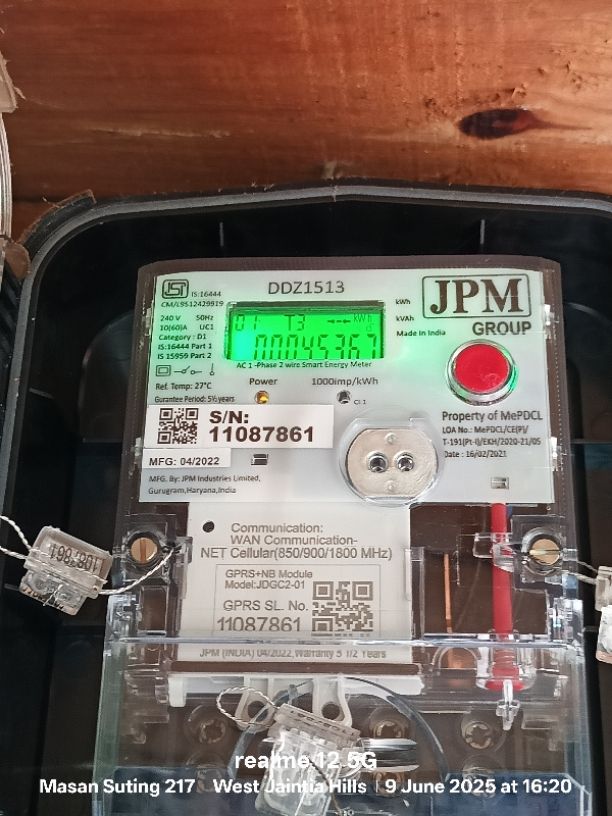 IS:16444
CM/L9512429919
DDZ1513
240 V 50Hz
10(60)A UC1
Category : D1
IS:16444 Part 1
IS 15959 Part 2
01 T3 kWh
00045367
kWh
kVAh
Made In India
JPM
GROUP
AC 1-Phase 2 wire Smart Energy Meter
Ref. Temp: 27°C
Gurantee Period: 5½ years
Power
1000imp/kWh
S/N:
11087861
MFG: 04/2022
MFG. By: JPM Industries Limited,
Gurugram,Haryana,India
Property of MePDCL
LOA No.: MePDCL/CE(P)/
T-191(Pt-I)/EKH/2020-21/05
Date : 16/02/2021
Communication:
WAN Communication-
NET Cellular(850/900/1800 MHz)
GPRS+NB Module
Model:JDGC2-01
GPRS SL. No.
11087861
JPM (INDIA) 04/2022,Warranty 5 1/2 Years
realme 12 5G
Masan Suting 217 West Jaintia Hills | 9 June 2025 at 16:20